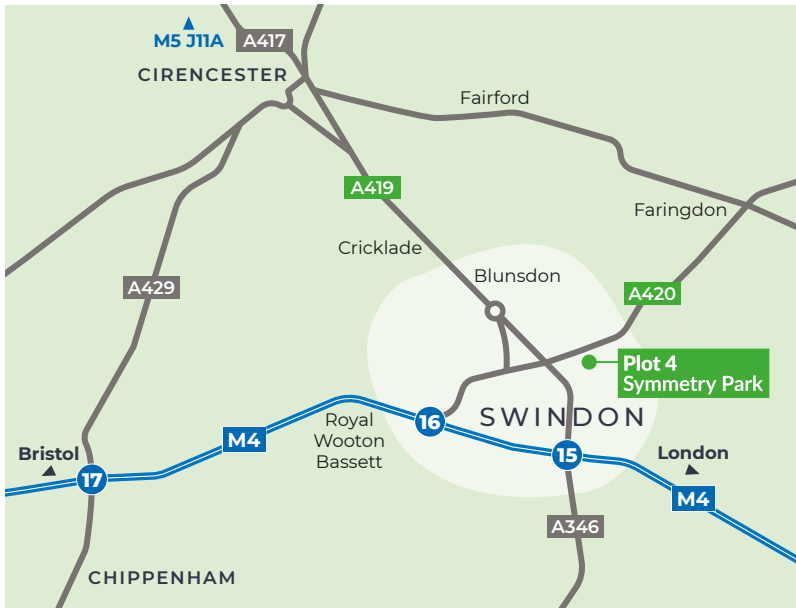 M5 J11A
A417
CIRENCESTER
Fairford
A419
Faringdon
Cricklade
Blunsdon
A429
A420
Plot 4
Symmetry Park
Royal
Wooton
Bassett
16
SWINDON
M4
Bristol
17
15
London
M4
A346
CHIPPENHAM